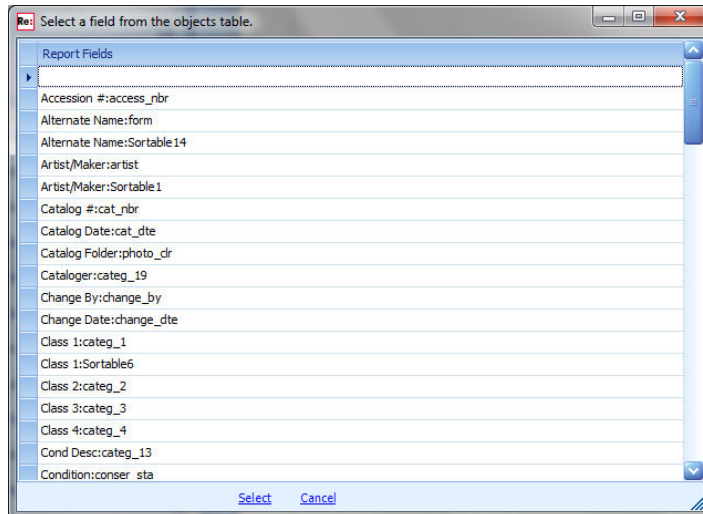 Re: Select a field from the objects table.
Report Fields
Accession #:access_nbr
Alternate Name:form
Alternate Name:Sortable14
Artist/Maker:artist
Artist/Maker:Sortable1
Catalog #:cat_nbr
Catalog Date:cat_dte
Catalog Folder:photo_clr
Cataloger:categ_19
Change By:change_by
Change Date:change_dte
Class 1:categ_1
Class 1:Sortable6
Class 2:categ_2
Class 3:categ_3
Class 4:categ_4
Cond Desc:categ_13
Condition:conser_sta
Select Cancel